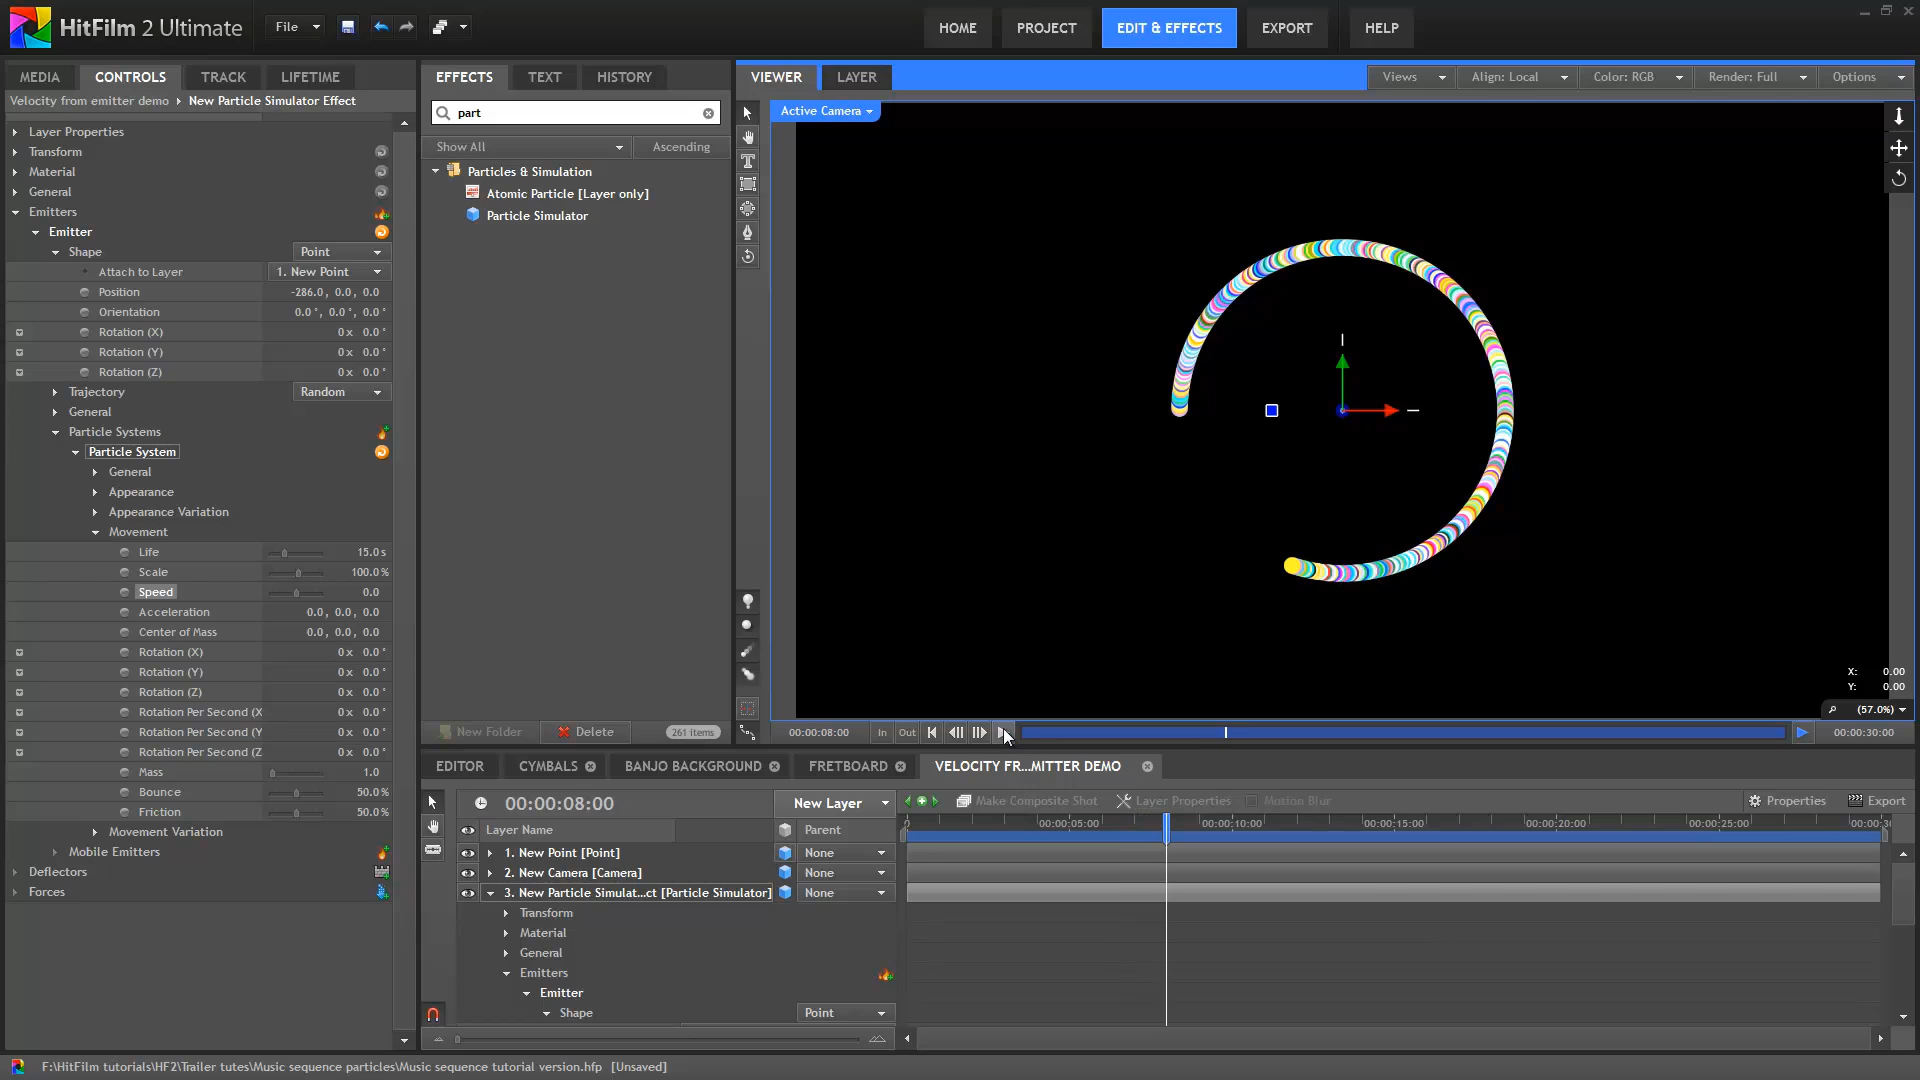 HitFilm 2 Ultimate
File
HOME
PROJECT
EDIT & EFFECTS
EXPORT
HELP
MEDIA
CONTROLS
TRACK
LIFETIME
Velocity from emitter demo
New Particle Simulator Effect
Layer Properties
Transform
Material
General
Emitters
Emitter
Shape Point
Attach to Layer 1. New Point
Position -286.0, 0.0, 0.0
Orientation 0.0°, 0.0°, 0.0°
Rotation (X) 0x 0.0°
Rotation (Y) 0x 0.0°
Rotation (Z) 0x 0.0°
Trajectory Random
General
Particle Systems
Particle System
General
Appearance
Appearance Variation
Movement
Life 15.0s
Scale 100.0%
Speed 0.0
Acceleration 0.0, 0.0, 0.0
Center of Mass 0.0, 0.0, 0.0
Rotation (X) 0x 0.0°
Rotation (Y) 0x 0.0°
Rotation (Z) 0x 0.0°
Rotation Per Second (X 0x 0.0°
Rotation Per Second (Y 0x 0.0°
Rotation Per Second (Z 0x 0.0°
Mass 1.0
Bounce 50.0%
Friction 50.0%
Movement Variation
Mobile Emitters
Deflectors
Forces
EFFECTS
TEXT
HISTORY
part
Show All
Ascending
Particles & Simulation
Atomic Particle [Layer only]
Particle Simulator
New Folder
Delete
261 items
VIEWER
LAYER
Views
Align: Local
Color: RGB
Render: Full
Options
Active Camera
X: 0.00
Y: 0.00
(57.0%)
00:00:08:00
In
Out
00:00:30:00
EDITOR
CYMBALS
BANJO BACKGROUND
FRETBOARD
VELOCITY FR...MITTER DEMO
00:00:08:00
New Layer
Make Composite Shot
Layer Properties
Motion Blur
Properties
Export
Layer Name
Parent
0 00:00:05:00 00:00:10:00 00:00:15:00 00:00:20:00 00:00:25:00 00:00:30
1. New Point [Point] None
2. New Camera [Camera] None
3. New Particle Simulat...ct [Particle Simulator] None
Transform
Material
General
Emitters
Emitter
Shape Point
F:\HitFilm tutorials\HF2\Trailer tutes\Music sequence particles\Music sequence tutorial version.hfp [Unsaved]